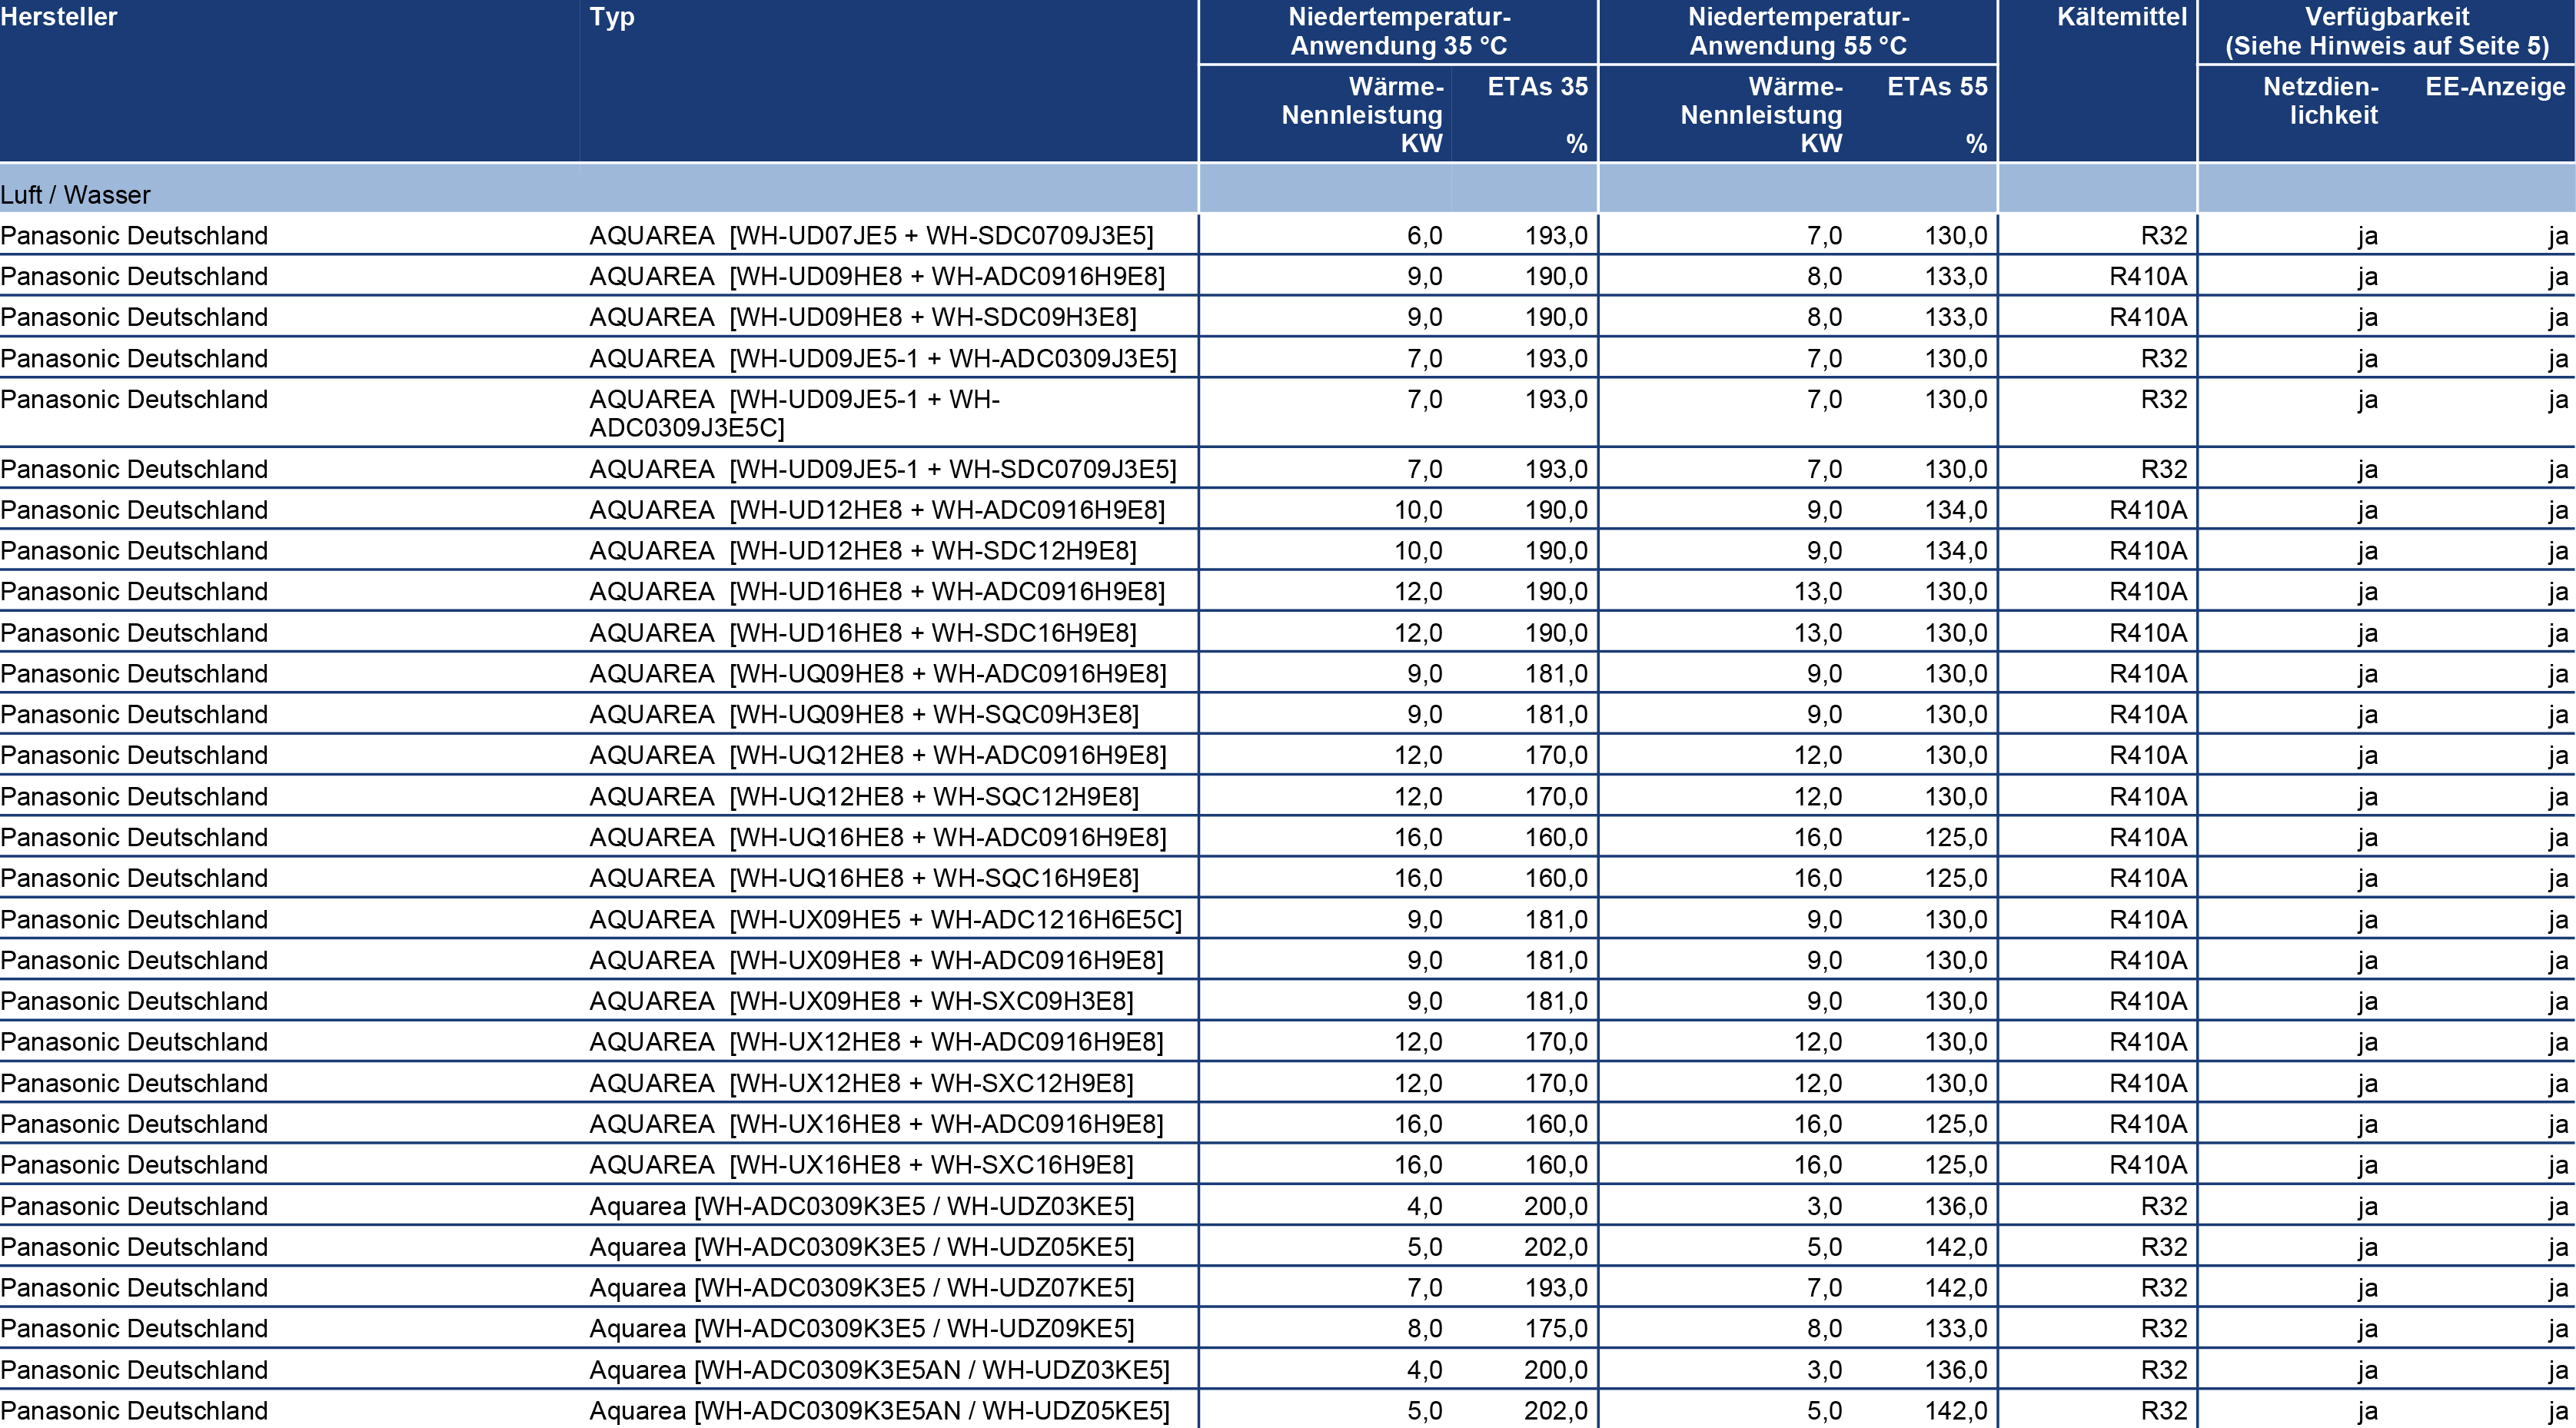 Hersteller Typ Niedertemperatur-Anwendung 35 °C Niedertemperatur-Anwendung 55 °C Kältemittel Verfügbarkeit (Siehe Hinweis auf Seite 5)
Wärme-Nennleistung KW ETAs 35 % Wärme-Nennleistung KW ETAs 55 % Netzdien-lichkeit EE-Anzeige
Luft / Wasser
Panasonic Deutschland AQUAREA [WH-UD07JE5 + WH-SDC0709J3E5] 6,0 193,0 7,0 130,0 R32 ja ja
Panasonic Deutschland AQUAREA [WH-UD09HE8 + WH-ADC0916H9E8] 9,0 190,0 8,0 133,0 R410A ja ja
Panasonic Deutschland AQUAREA [WH-UD09HE8 + WH-SDC09H3E8] 9,0 190,0 8,0 133,0 R410A ja ja
Panasonic Deutschland AQUAREA [WH-UD09JE5-1 + WH-ADC0309J3E5] 7,0 193,0 7,0 130,0 R32 ja ja
Panasonic Deutschland AQUAREA [WH-UD09JE5-1 + WH- 7,0 193,0 7,0 130,0 R32 ja ja
ADC0309J3E5C]
Panasonic Deutschland AQUAREA [WH-UD09JE5-1 + WH-SDC0709J3E5] 7,0 193,0 7,0 130,0 R32 ja ja
Panasonic Deutschland AQUAREA [WH-UD12HE8 + WH-ADC0916H9E8] 10,0 190,0 9,0 134,0 R410A ja ja
Panasonic Deutschland AQUAREA [WH-UD12HE8 + WH-SDC12H9E8] 10,0 190,0 9,0 134,0 R410A ja ja
Panasonic Deutschland AQUAREA [WH-UD16HE8 + WH-ADC0916H9E8] 12,0 190,0 13,0 130,0 R410A ja ja
Panasonic Deutschland AQUAREA [WH-UD16HE8 + WH-SDC16H9E8] 12,0 190,0 13,0 130,0 R410A ja ja
Panasonic Deutschland AQUAREA [WH-UQ09HE8 + WH-ADC0916H9E8] 9,0 181,0 9,0 130,0 R410A ja ja
Panasonic Deutschland AQUAREA [WH-UQ09HE8 + WH-SQC09H3E8] 9,0 181,0 9,0 130,0 R410A ja ja
Panasonic Deutschland AQUAREA [WH-UQ12HE8 + WH-ADC0916H9E8] 12,0 170,0 12,0 130,0 R410A ja ja
Panasonic Deutschland AQUAREA [WH-UQ12HE8 + WH-SQC12H9E8] 12,0 170,0 12,0 130,0 R410A ja ja
Panasonic Deutschland AQUAREA [WH-UQ16HE8 + WH-ADC0916H9E8] 16,0 160,0 16,0 125,0 R410A ja ja
Panasonic Deutschland AQUAREA [WH-UQ16HE8 + WH-SQC16H9E8] 16,0 160,0 16,0 125,0 R410A ja ja
Panasonic Deutschland AQUAREA [WH-UX09HE5 + WH-ADC1216H6E5C] 9,0 181,0 9,0 130,0 R410A ja ja
Panasonic Deutschland AQUAREA [WH-UX09HE8 + WH-ADC0916H9E8] 9,0 181,0 9,0 130,0 R410A ja ja
Panasonic Deutschland AQUAREA [WH-UX09HE8 + WH-SXC09H3E8] 9,0 181,0 9,0 130,0 R410A ja ja
Panasonic Deutschland AQUAREA [WH-UX12HE8 + WH-ADC0916H9E8] 12,0 170,0 12,0 130,0 R410A ja ja
Panasonic Deutschland AQUAREA [WH-UX12HE8 + WH-SXC12H9E8] 12,0 170,0 12,0 130,0 R410A ja ja
Panasonic Deutschland AQUAREA [WH-UX16HE8 + WH-ADC0916H9E8] 16,0 160,0 16,0 125,0 R410A ja ja
Panasonic Deutschland AQUAREA [WH-UX16HE8 + WH-SXC16H9E8] 16,0 160,0 16,0 125,0 R410A ja ja
Panasonic Deutschland Aquarea [WH-ADC0309K3E5 / WH-UDZ03KE5] 4,0 200,0 3,0 136,0 R32 ja ja
Panasonic Deutschland Aquarea [WH-ADC0309K3E5 / WH-UDZ05KE5] 5,0 202,0 5,0 142,0 R32 ja ja
Panasonic Deutschland Aquarea [WH-ADC0309K3E5 / WH-UDZ07KE5] 7,0 193,0 7,0 142,0 R32 ja ja
Panasonic Deutschland Aquarea [WH-ADC0309K3E5 / WH-UDZ09KE5] 8,0 175,0 8,0 133,0 R32 ja ja
Panasonic Deutschland Aquarea [WH-ADC0309K3E5AN / WH-UDZ03KE5] 4,0 200,0 3,0 136,0 R32 ja ja
Panasonic Deutschland Aquarea [WH-ADC0309K3E5AN / WH-UDZ05KE5] 5,0 202,0 5,0 142,0 R32 ja ja